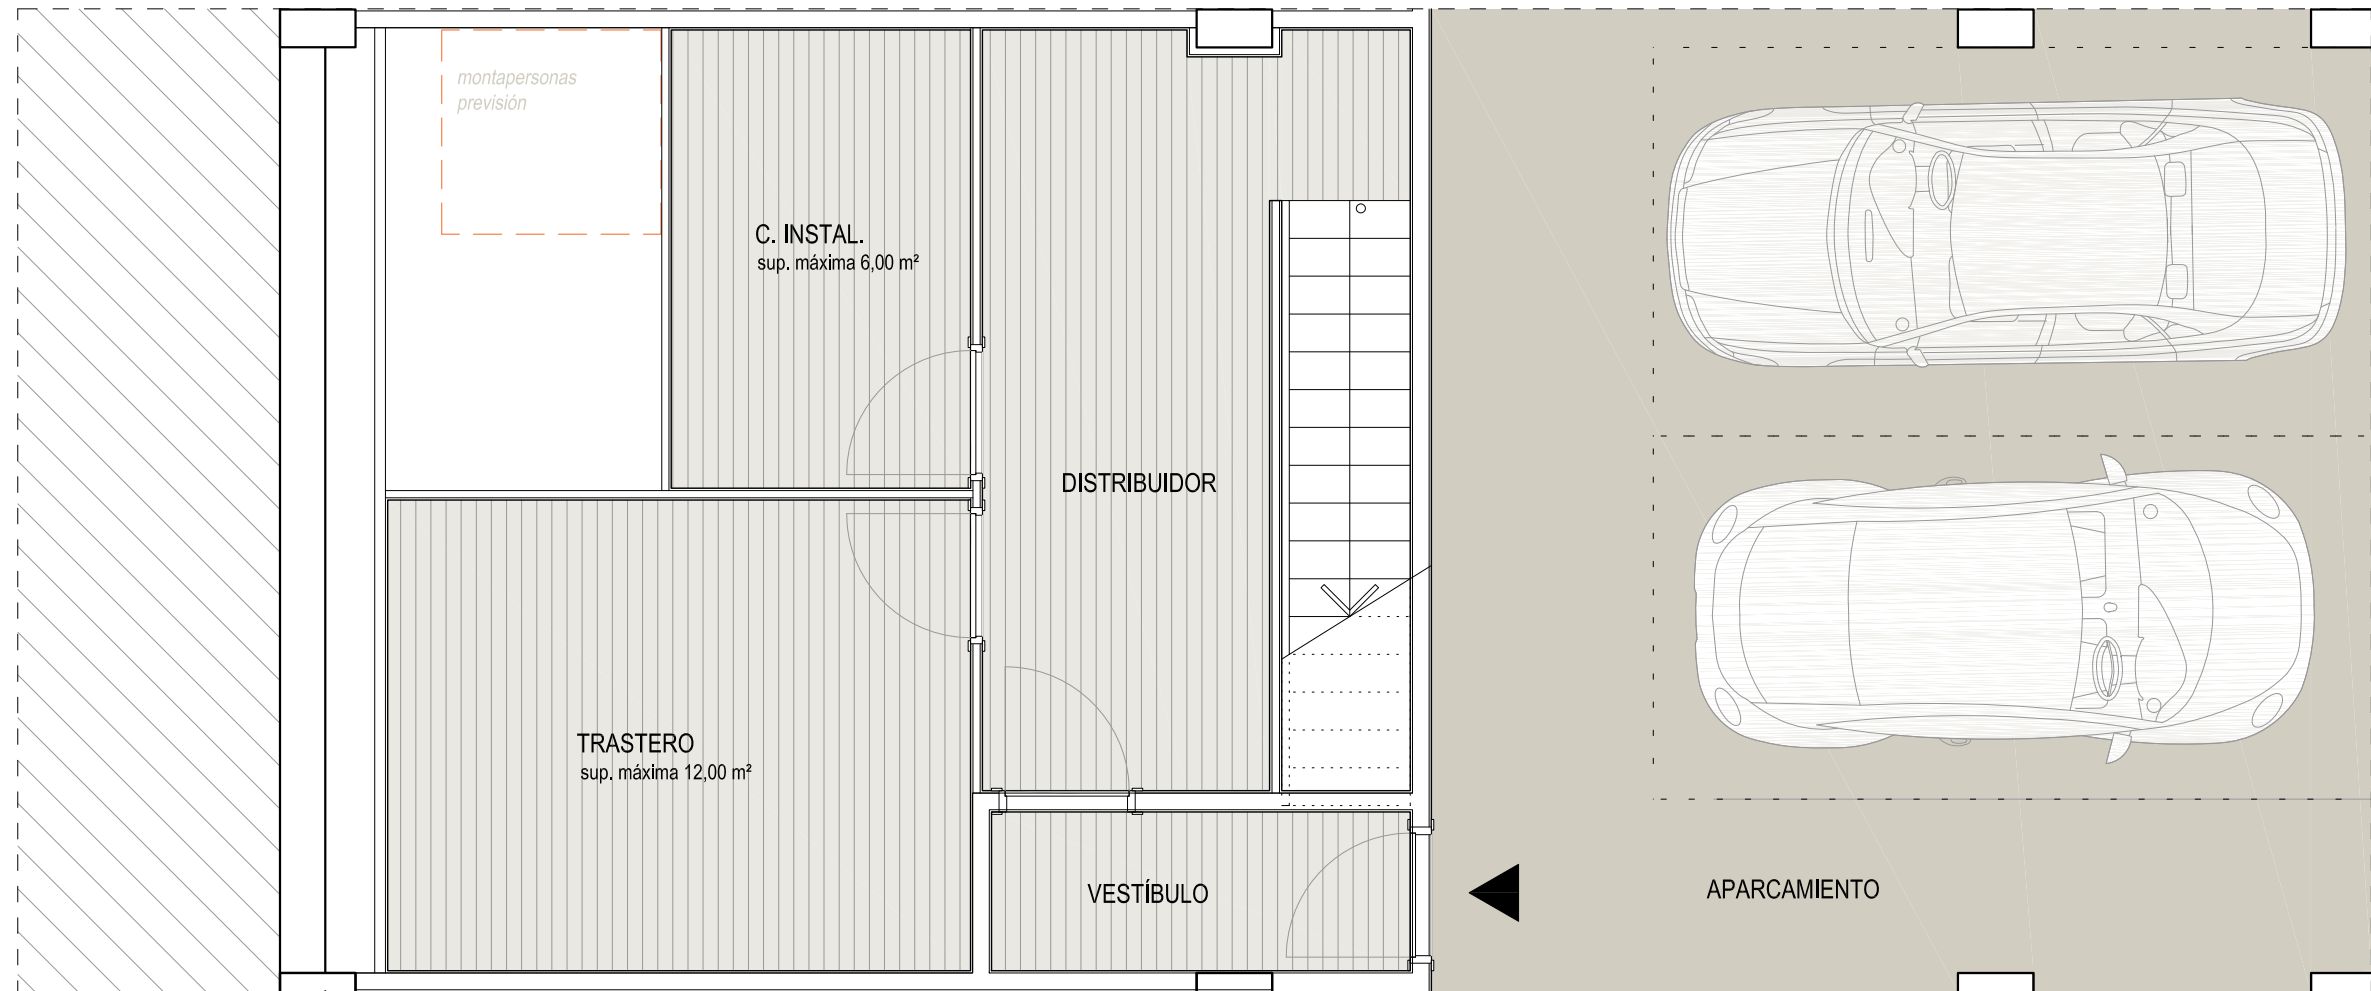 montapersonas
previsión
C. INSTAL.
sup. máxima 6,00 m²
DISTRIBUIDOR
TRASTERO
sup. máxima 12,00 m²
VESTÍBULO
APARCAMIENTO